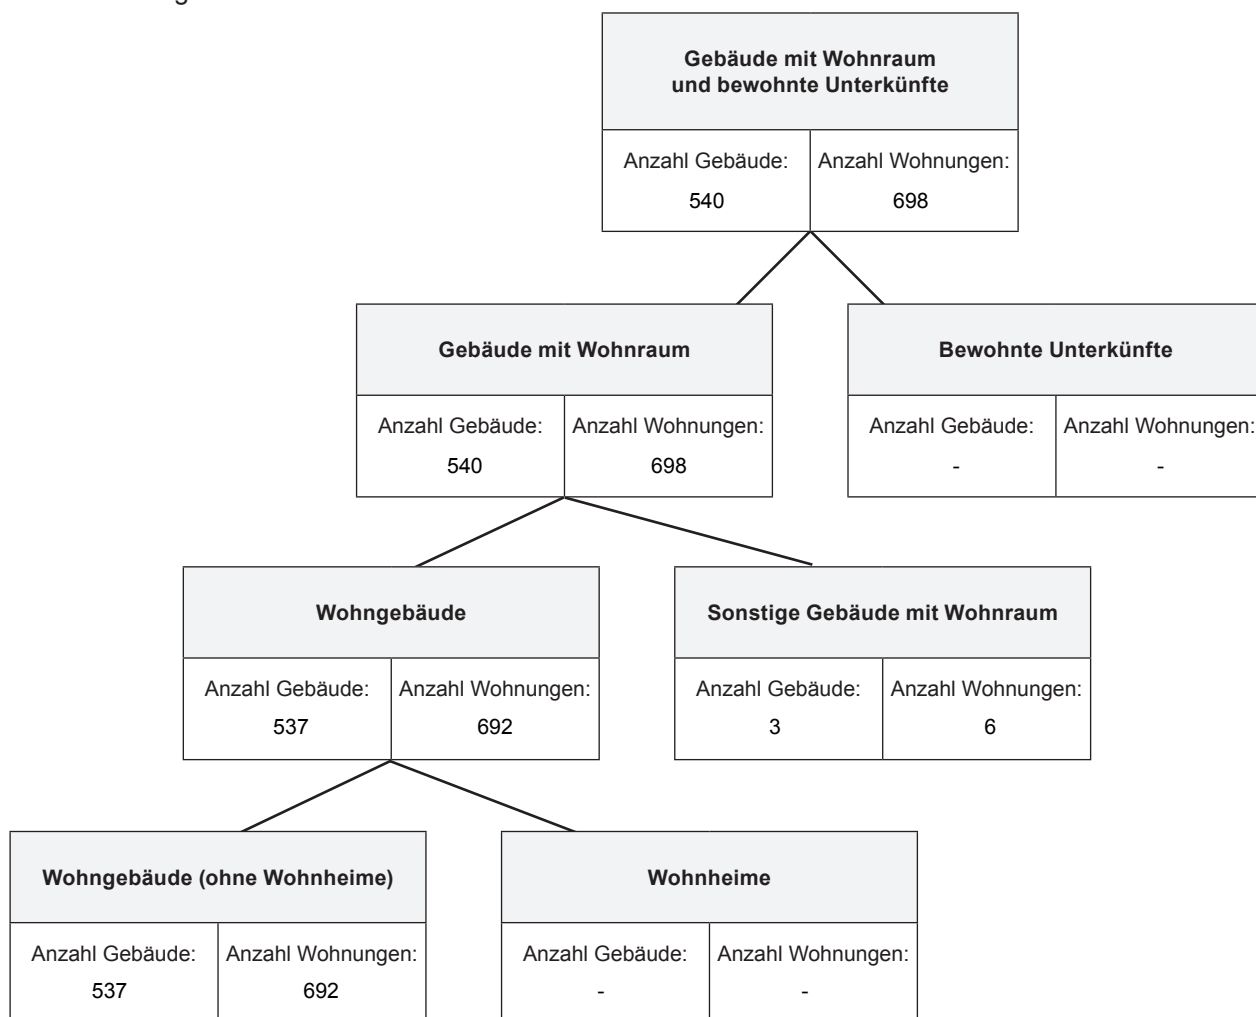 Gebäude mit Wohnraum
und bewohnte Unterkünfte
Anzahl Gebäude: Anzahl Wohnungen:
540 698
Gebäude mit Wohnraum
Anzahl Gebäude: Anzahl Wohnungen:
540 698
Bewohnte Unterkünfte
Anzahl Gebäude: Anzahl Wohnungen:
- -
Wohngebäude
Anzahl Gebäude: Anzahl Wohnungen:
537 692
Sonstige Gebäude mit Wohnraum
Anzahl Gebäude: Anzahl Wohnungen:
3 6
Wohngebäude (ohne Wohnheime)
Anzahl Gebäude: Anzahl Wohnungen:
537 692
Wohnheime
Anzahl Gebäude: Anzahl Wohnungen:
- -